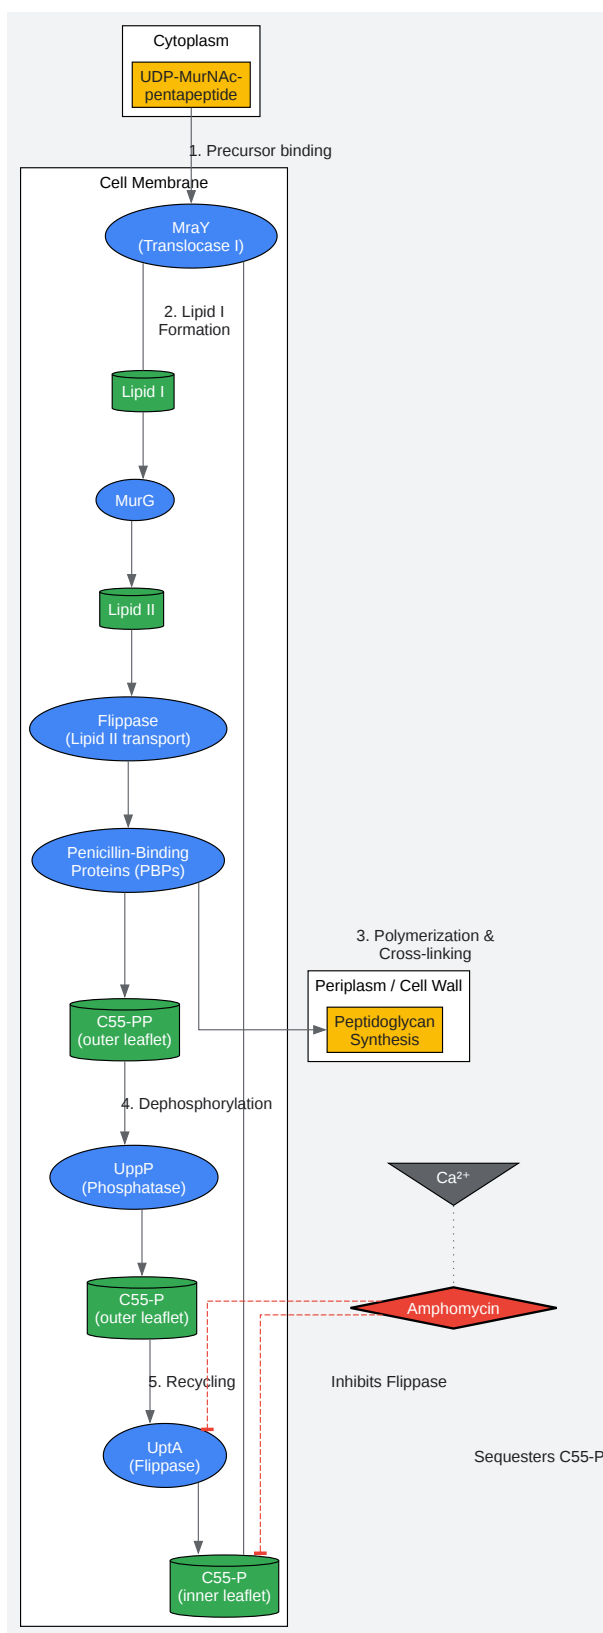 Cytoplasm
UDP-MurNAc-
pentapeptide
1. Precursor binding
Cell Membrane
MraY
(Translocase I)
2. Lipid I
Formation
Lipid I
MurG
Lipid II
Flippase
(Lipid II transport)
Penicillin-Binding
Proteins (PBPs)
3. Polymerization &
Cross-linking
Periplasm / Cell Wall
Peptidoglycan
Synthesis
C55-PP
(outer leaflet)
4. Dephosphorylation
UppP
(Phosphatase)
Ca²⁺
C55-P
(outer leaflet)
Amphomycin
5. Recycling
Inhibits Flippase
UptA
(Flippase)
Sequesters C55-P
C55-P
(inner leaflet)